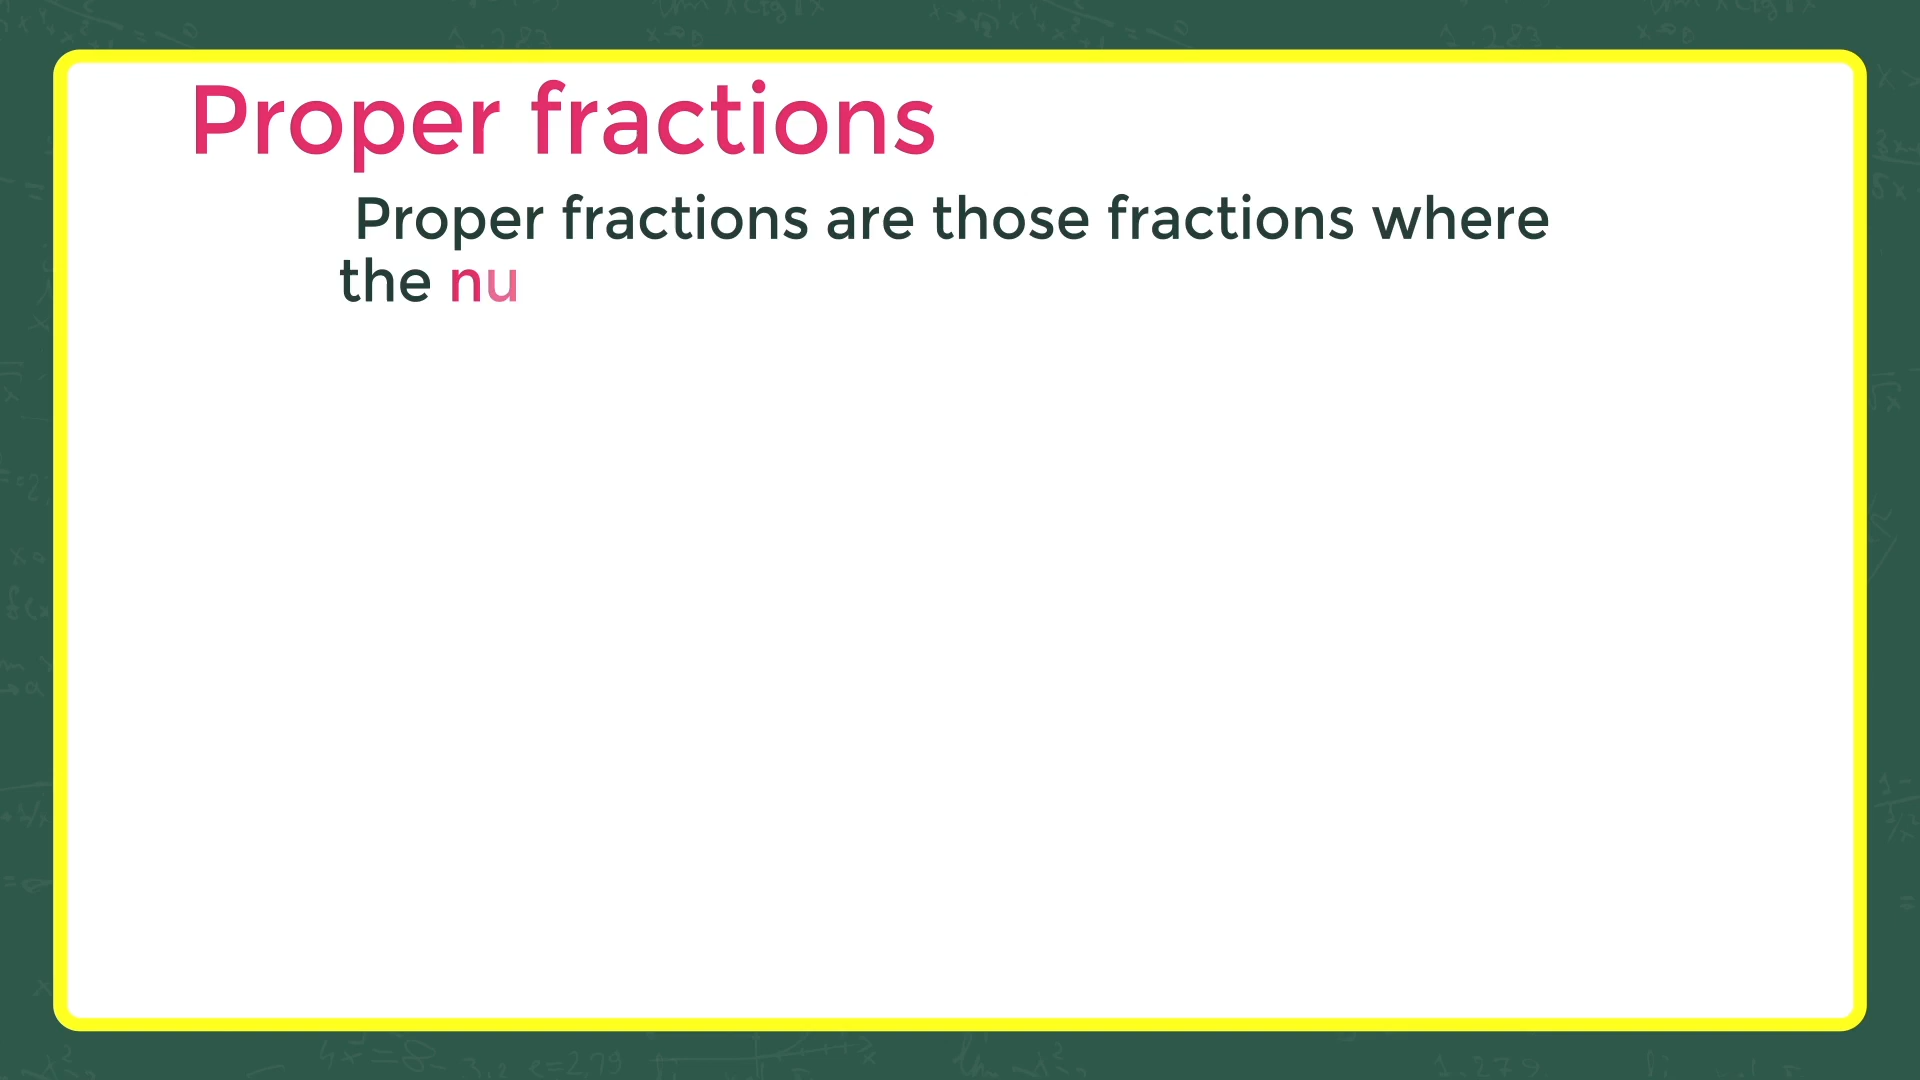 Proper fractions
Proper fractions are those fractions where
the nu